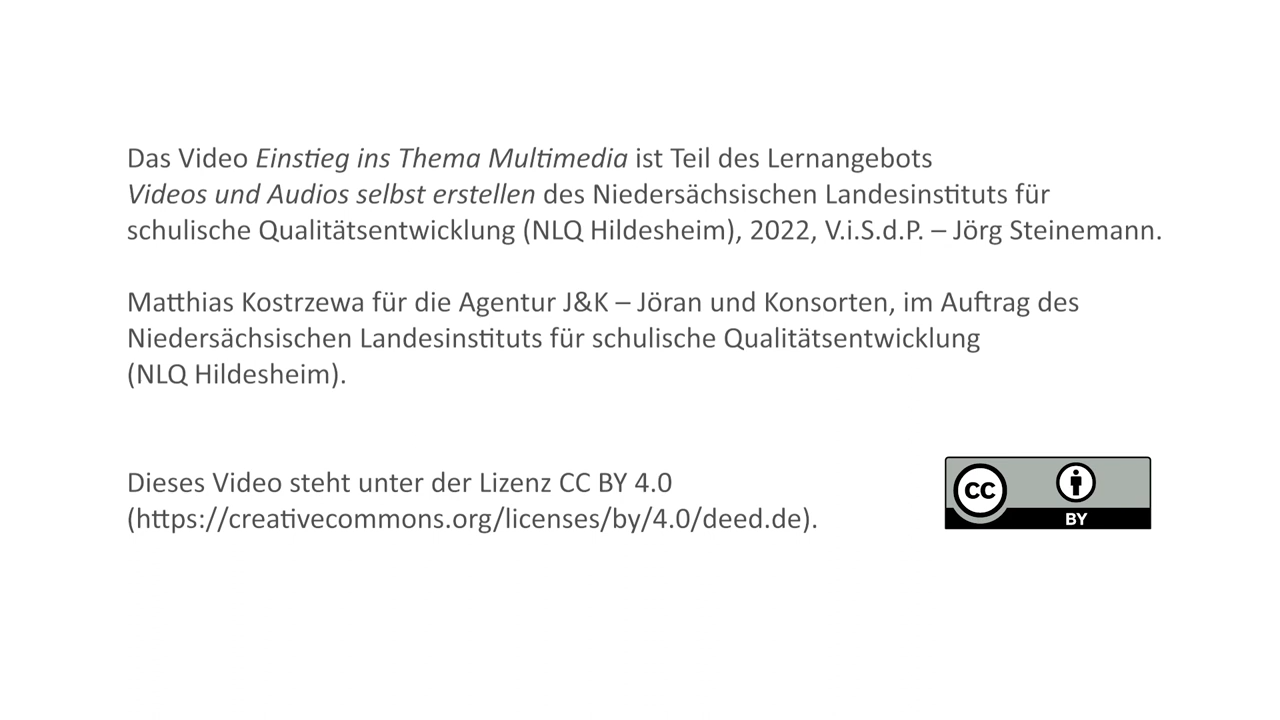 Das Video Einstieg ins Thema Multimedia ist Teil des Lernangebots
Videos und Audios selbst erstellen des Niedersächsischen Landesinstituts für
schulische Qualitätsentwicklung (NLQ Hildesheim), 2022, V.i.S.d.P. – Jörg Steinemann.
Matthias Kostrzewa für die Agentur J&K – Jöran und Konsorten, im Auftrag des
Niedersächsischen Landesinstituts für schulische Qualitätsentwicklung
(NLQ Hildesheim).
Dieses Video steht unter der Lizenz CC BY 4.0
(https://creativecommons.org/licenses/by/4.0/deed.de).
CC
BY